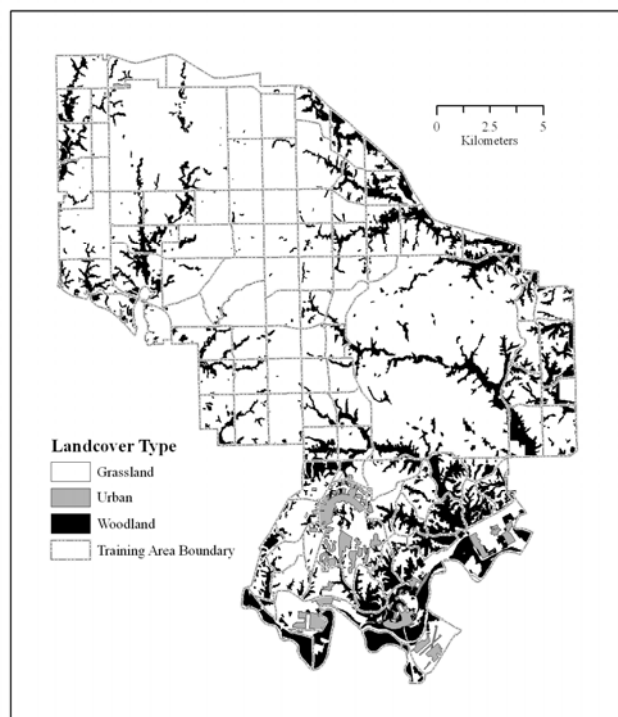 0 2.5 5
Kilometers
Landcover Type
Grassland
Urban
Woodland
Training Area Boundary